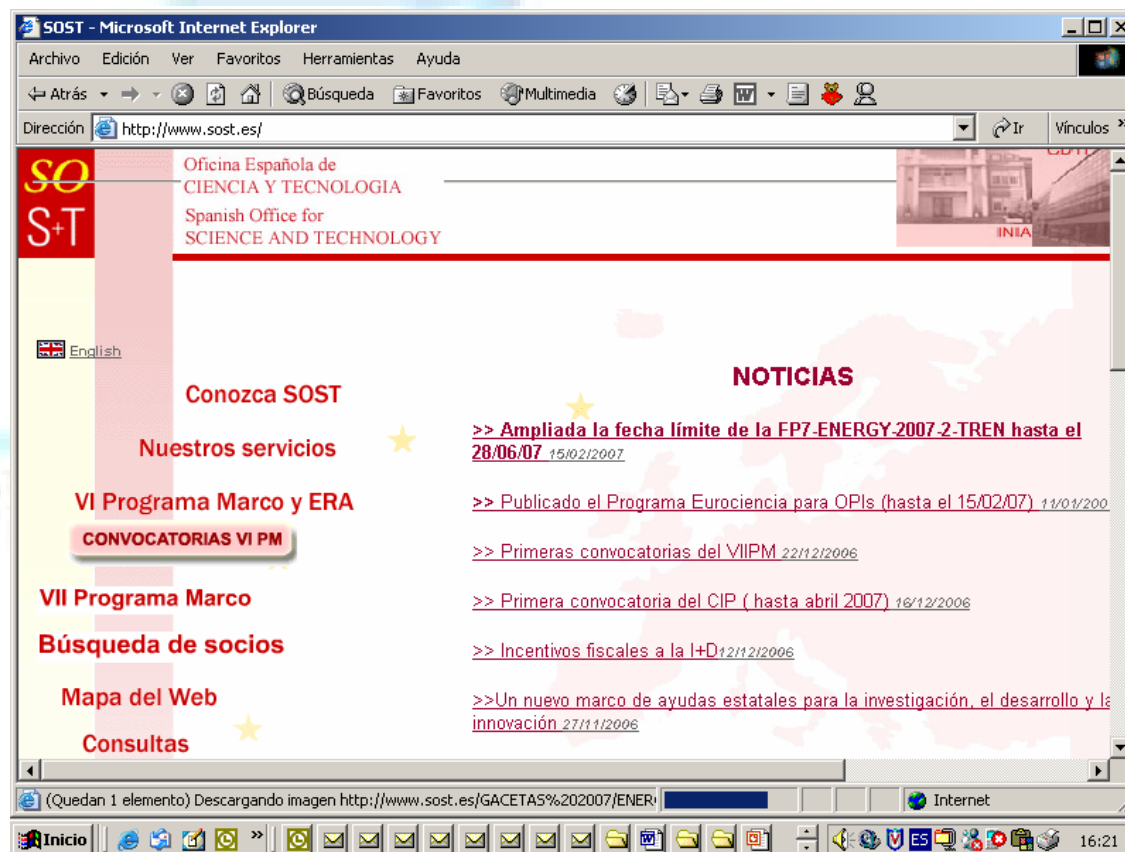 SOST - Microsoft Internet Explorer
Archivo Edición Ver Favoritos Herramientas Ayuda
Atrás Búsqueda Favoritos Multimedia
Dirección http://www.sost.es/ Ir Vínculos »
SO
S+T
Oficina Española de
CIENCIA Y TECNOLOGIA
Spanish Office for
SCIENCE AND TECHNOLOGY
CDTI
INIA
English
Conozca SOST
Nuestros servicios
VI Programa Marco y ERA
CONVOCATORIAS VI PM
VII Programa Marco
Búsqueda de socios
Mapa del Web
Consultas
NOTICIAS
>> Ampliada la fecha límite de la FP7-ENERGY-2007-2-TREN hasta el
28/06/07 15/02/2007
>> Publicado el Programa Eurociencia para OPIs (hasta el 15/02/07) 11/01/200
>> Primeras convocatorias del VIIPM 22/12/2006
>> Primera convocatoria del CIP ( hasta abril 2007) 16/12/2006
>> Incentivos fiscales a la I+D12/12/2006
>>Un nuevo marco de ayudas estatales para la investigación, el desarrollo y la
innovación 27/11/2006
(Quedan 1 elemento) Descargando imagen http://www.sost.es/GACETAS%202007/ENER Internet
Inicio » ES 16:21